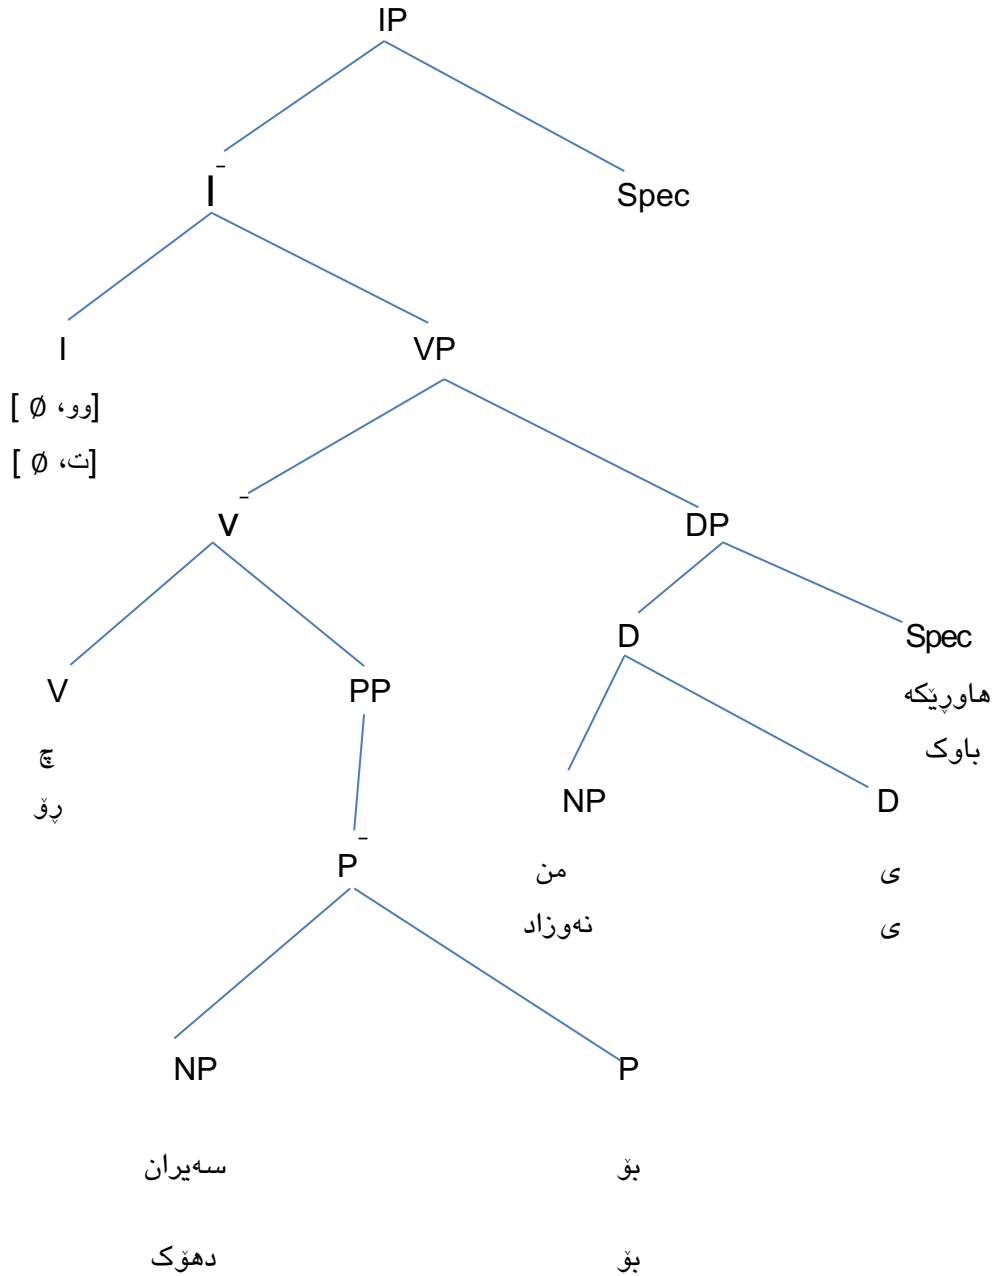 IP
I ̄
Spec
I
VP
[وو، Ø ]
[ت، Ø ]
V ̄
DP
D
Spec
V
PP
هاوڕێکە
چ
باوک
ڕۆ
NP
D
P ̄
من
ی
نەوزاد
ی
NP
P
سەیران
بۆ
دهۆک
بۆ